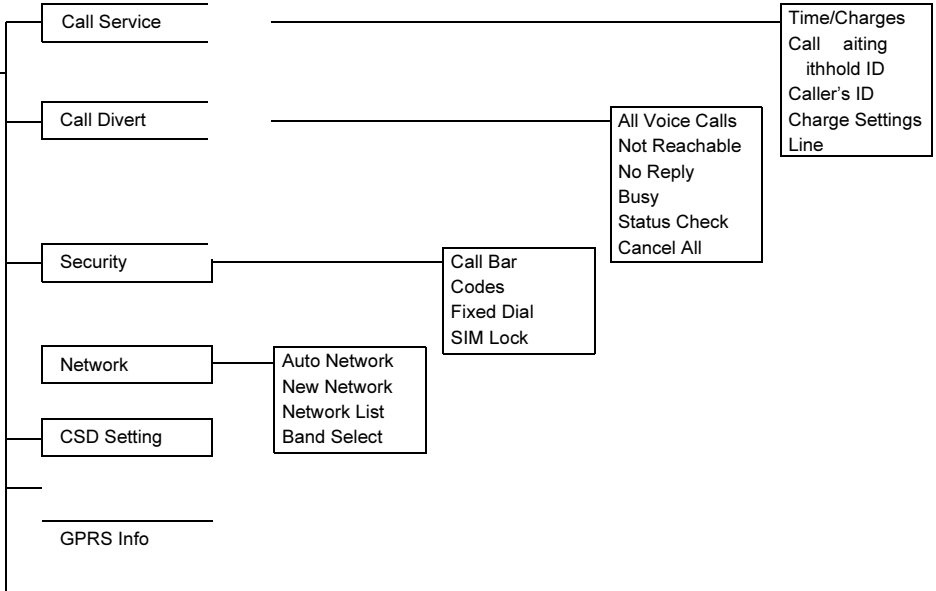 Call Service
Time/Charges
Call aiting
ithhold ID
Caller's ID
Charge Settings
Line
Call Divert
All Voice Calls
Not Reachable
No Reply
Busy
Status Check
Cancel All
Security
Call Bar
Codes
Fixed Dial
SIM Lock
Network
Auto Network
New Network
Network List
Band Select
CSD Setting
GPRS Info